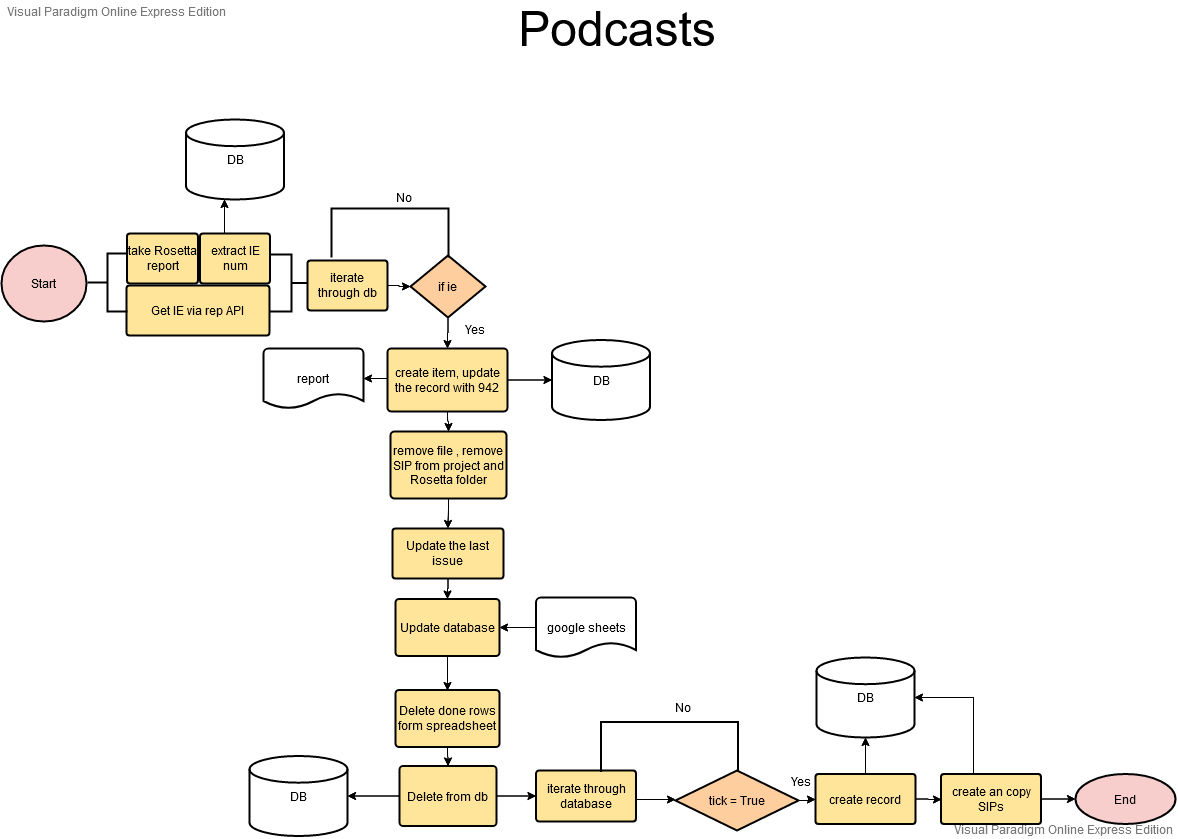 Visual Paradigm Online Express Edition
Podcasts
DB
No
take Rosetta
report
extract IE
num
Start
Get IE via rep API
iterate
through db
if ie
Yes
report
create item, update
the record with 942
DB
remove file , remove
SIP from project and
Rosetta folder
Update the last
issue
Update database
google sheets
Delete done rows
form spreadsheet
No
DB
DB
Delete from db
iterate through
database
tick = True
Yes
create record
create an copy
SIPs
End
Visual Paradigm Online Express Edition